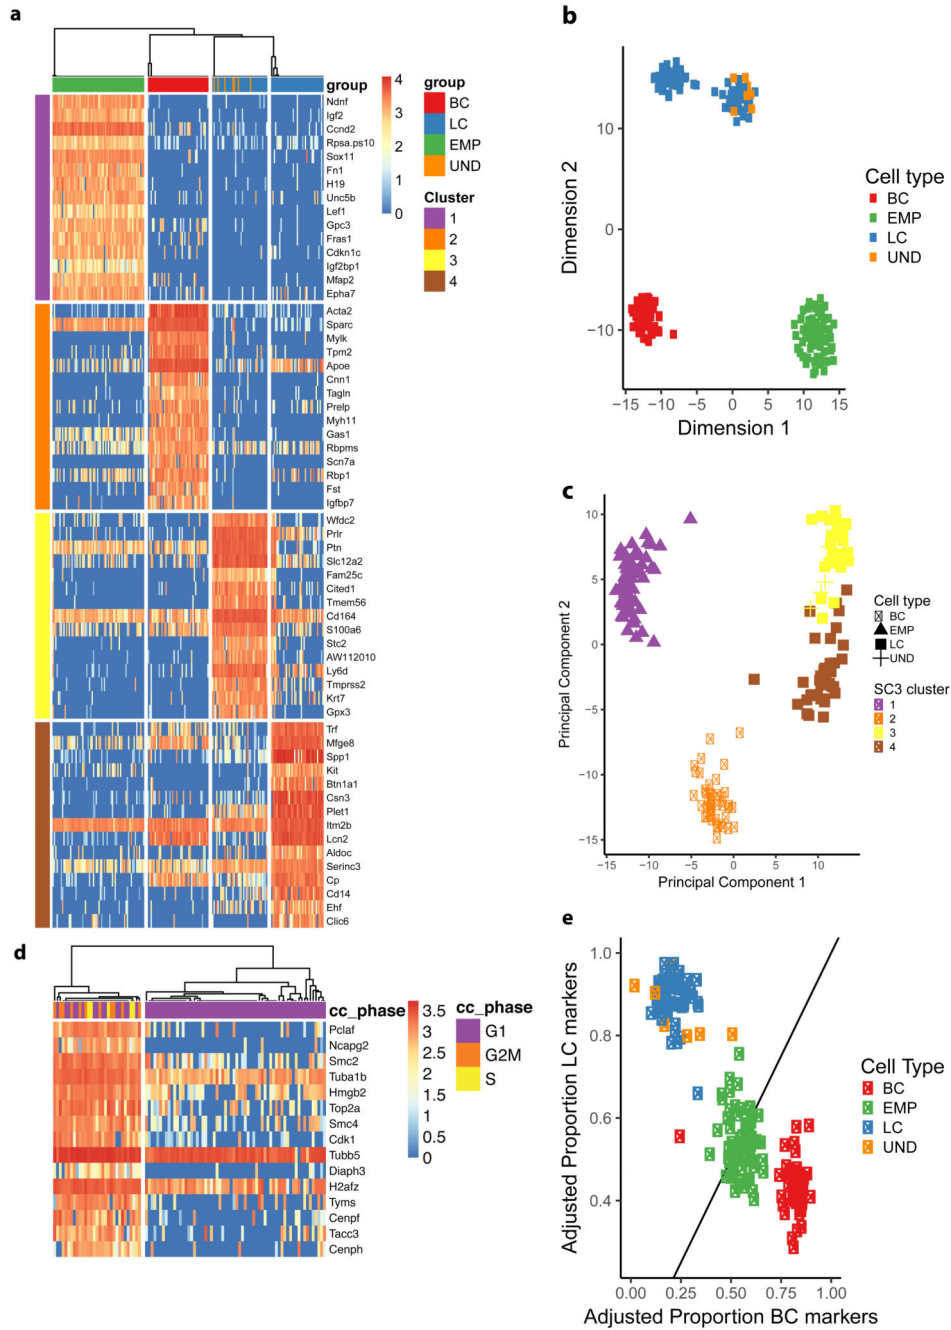 a
group
Ndnf
Igf2
Ccnd2
Rpsa.ps10
Sox11
Fn1
H19
Unc5b
Lef1
Gpc3
Fras1
Cdkn1c
Igf2bp1
Mfap2
Epha7
Acta2
Sparc
Mylk
Tpm2
Apoe
Cnn1
Tagln
Prelp
Myh11
Gas1
Rbpms
Scn7a
Rbp1
Fst
Igfbp7
Wfdc2
Prlr
Ptn
Slc12a2
Fam25c
Cited1
Tmem56
Cd164
S100a6
Stc2
AW112010
Ly6d
Tmprss2
Krt7
Gpx3
Trf
Mfge8
Spp1
Kit
Btn1a1
Csn3
Plet1
Itm2b
Lcn2
Aldoc
Serinc3
Cp
Cd14
Ehf
Clic6
4
3
2
1
0
group
BC
LC
EMP
UND
Cluster
1
2
3
4
b
Dimension 2
10
0
−10
−15 −10 −5 0 5 10 15
Dimension 1
Cell type
BC
EMP
LC
UND
c
Principal Component 2
10
5
0
−5
−10
−15
−15 −10 −5 0 5 10
Principal Component 1
Cell type
BC
EMP
LC
UND
SC3 cluster
1
2
3
4
d
cc_phase
Pclaf
Ncapg2
Smc2
Tuba1b
Hmgb2
Top2a
Smc4
Cdk1
Tubb5
Diaph3
H2afz
Tyms
Cenpf
Tacc3
Cenph
3.5
3
2.5
2
1.5
1
0.5
0
cc_phase
G1
G2M
S
e
Adjusted Proportion LC markers
1.0
0.8
0.6
0.4
0.00 0.25 0.50 0.75 1.00
Adjusted Proportion BC markers
Cell Type
BC
EMP
LC
UND